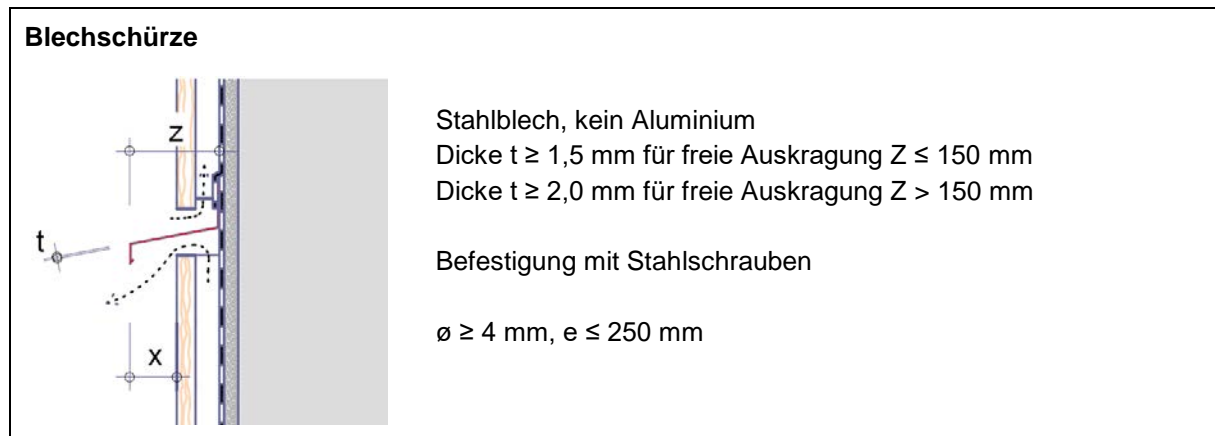 Blechschürze
z
t
x
Stahlblech, kein Aluminium
Dicke t ≥ 1,5 mm für freie Auskragung Z ≤ 150 mm
Dicke t ≥ 2,0 mm für freie Auskragung Z > 150 mm
Befestigung mit Stahlschrauben
ø ≥ 4 mm, e ≤ 250 mm